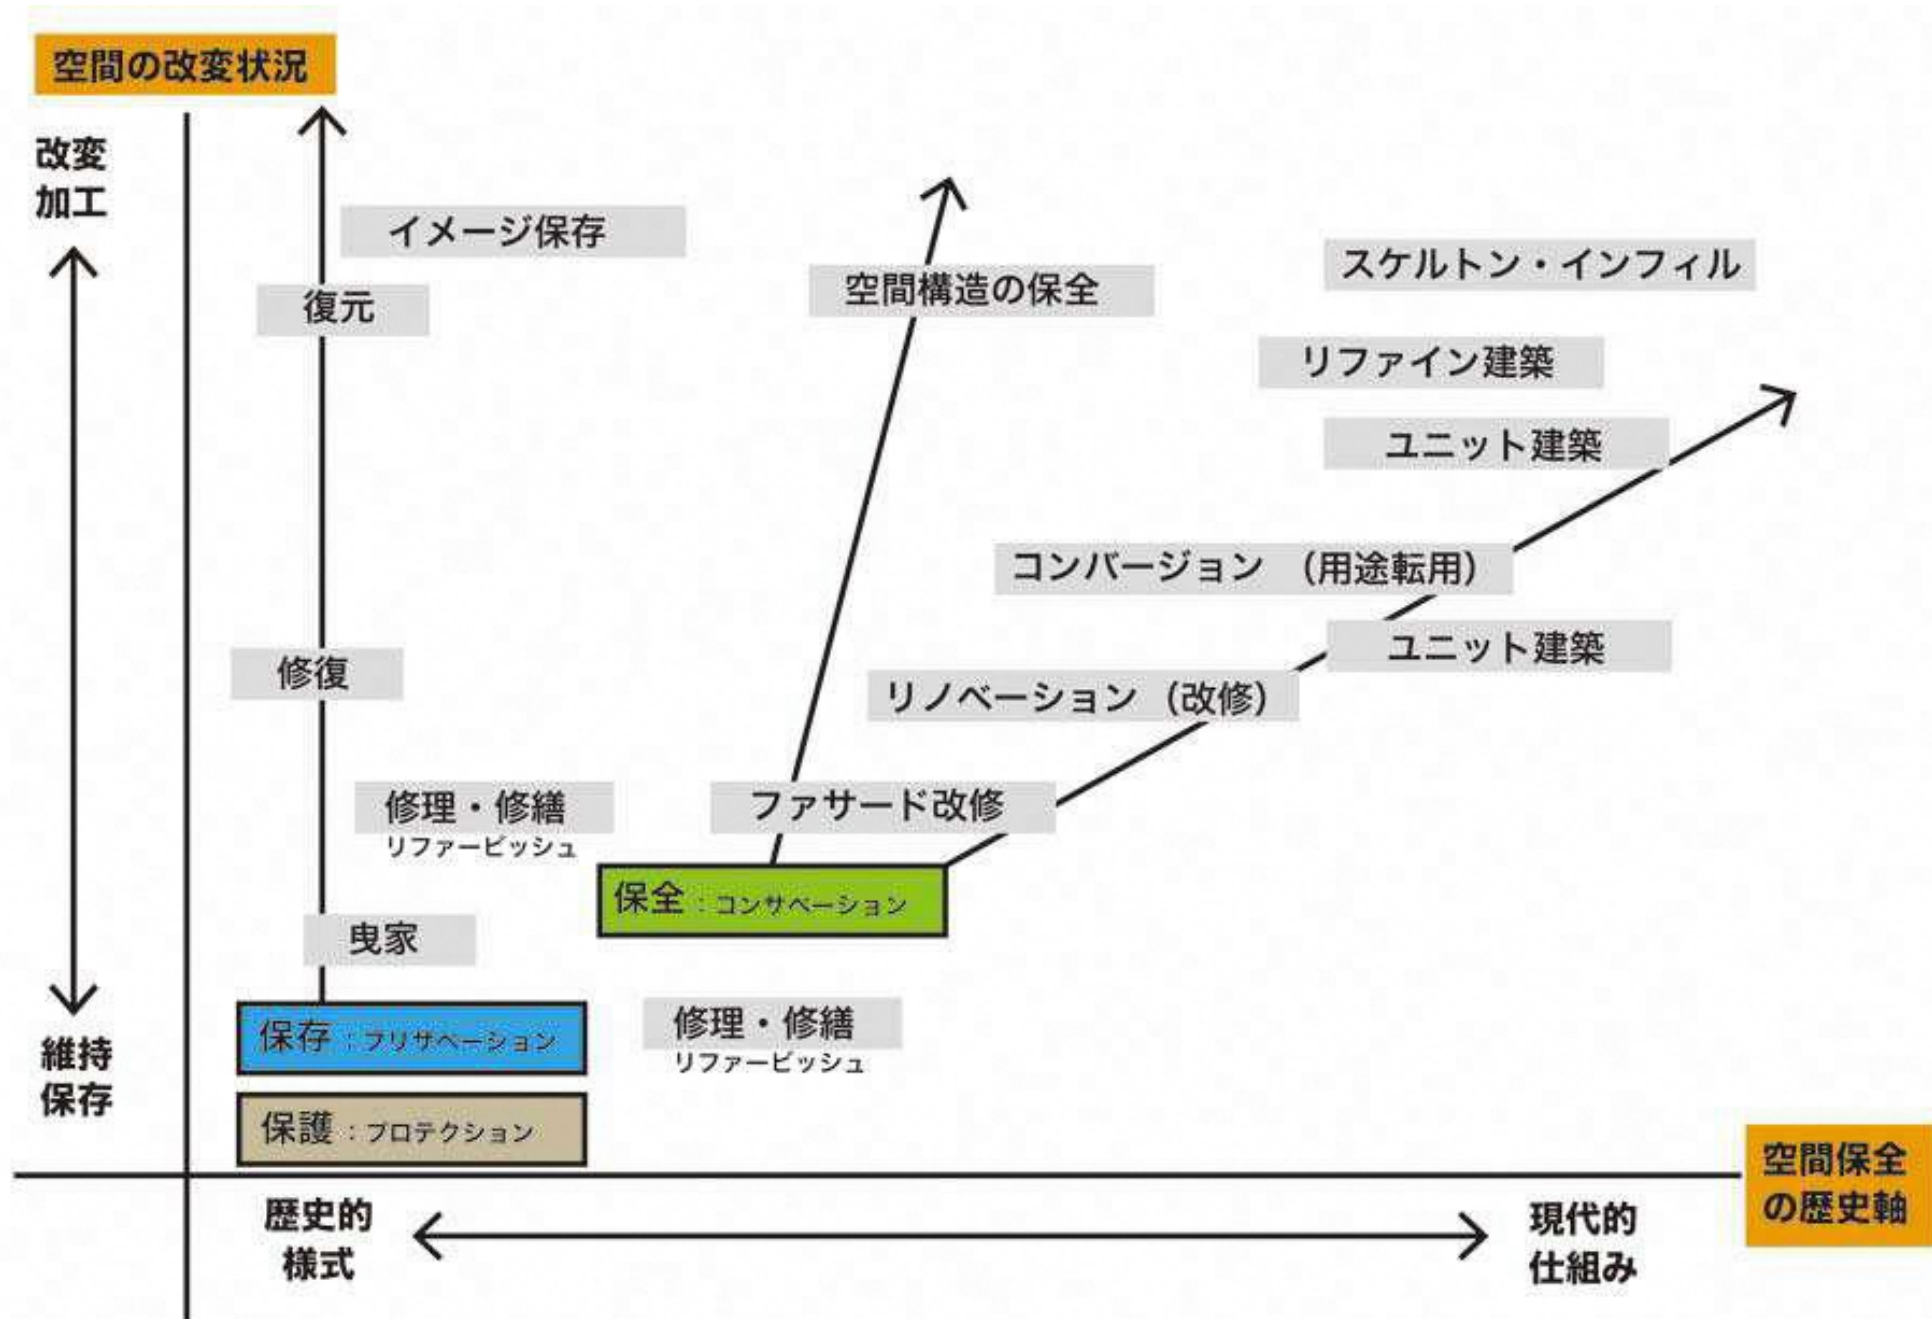 空間の改変状況
改変
加工
イメージ保存
復元
空間構造の保全
スケルトン・インフィル
リファイン建築
ユニット建築
コンバージョン （用途転用）
ユニット建築
修復
リノベーション（改修）
修理・修繕
リファービッシュ
ファサード改修
保全：コンサベーション
曳家
保存：プリサベーション
修理・修繕
リファービッシュ
維持
保存
保護：プロテクション
空間保全
の歴史軸
歴史的
様式
現代的
仕組み